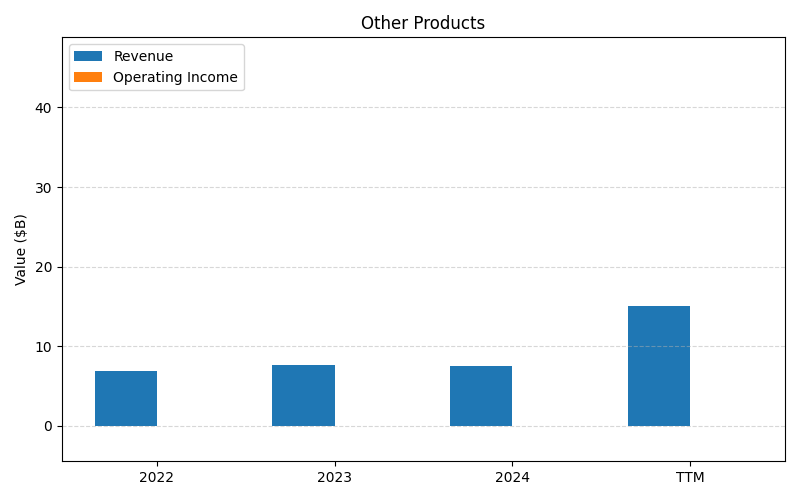 Other Products
Revenue
Operating Income
Value ($B)
40
30
20
10
0
2022 2023 2024 TTM